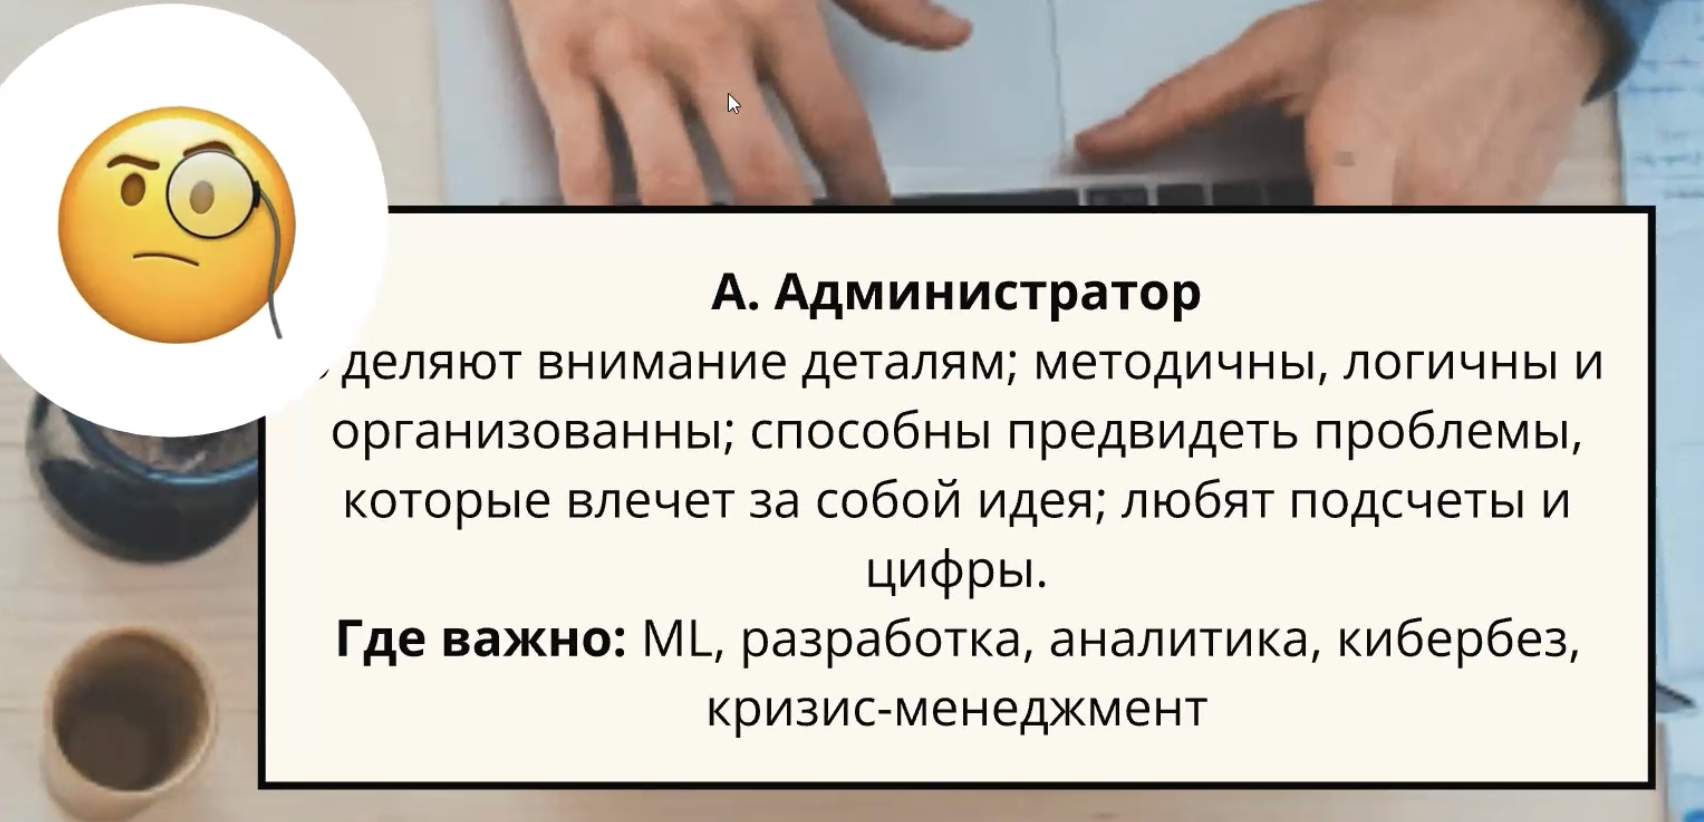 А. Администратор
деляют внимание деталям; методичны, логичны и
организованны; способны предвидеть проблемы,
которые влечет за собой идея; любят подсчеты и
цифры.
Где важно: ML, разработка, аналитика, кибербез,
кризис-менеджмент